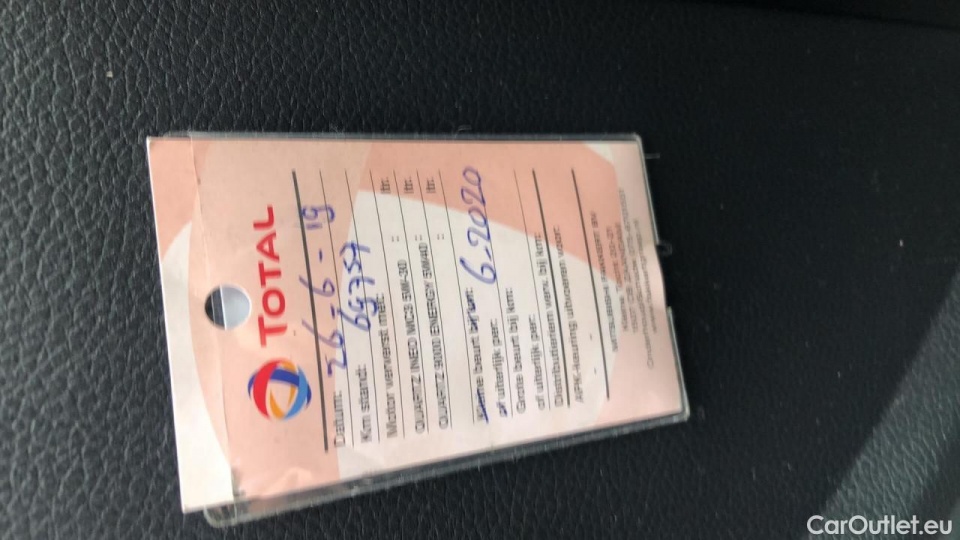 TOTAL
Datum: 26-6-19
Km stand: 69757
Motor ververst met: ltr.
QUARTZ INEO MC3 5W-30 :: ltr.
QUARTZ 9000 ENERGY 5W40 :: ltr.
Kleine beurt bij km:
of uiterlijk per: 6-2020
Grote beurt bij km:
of uiterlijk per:
Distributieriem verv. bij km:
APK-keuring uitvoeren voor:
- -
CarOutlet.eu